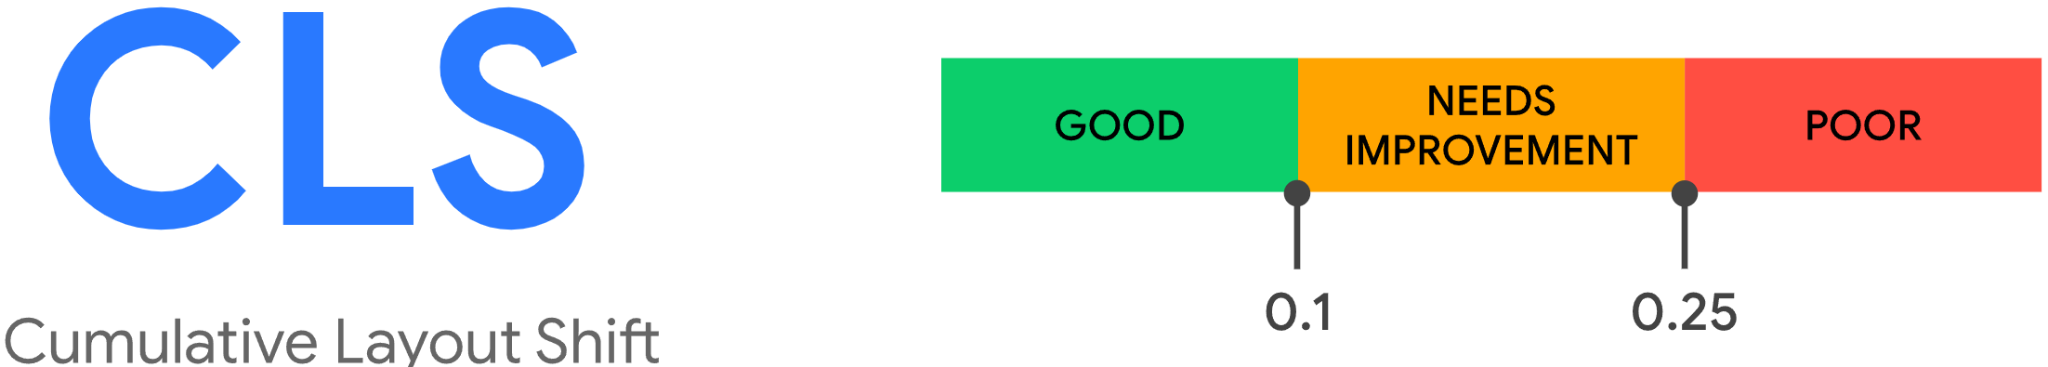 CLS
Cumulative Layout Shift
GOOD
NEEDS
IMPROVEMENT
POOR
0.1
0.25